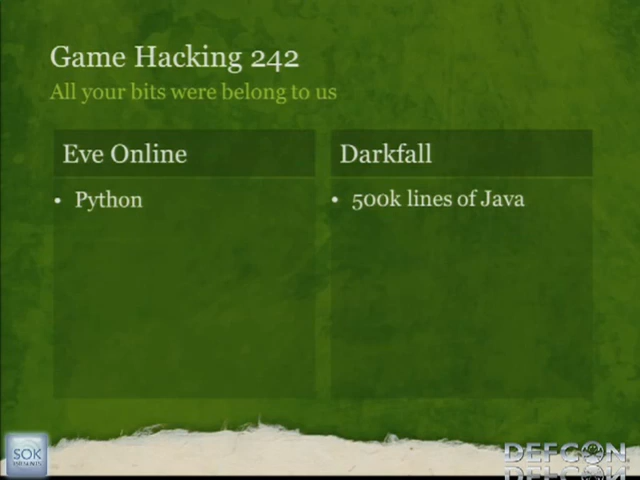 Game Hacking 242
All your bits were belong to us
Eve Online
• Python
Darkfall
• 500k lines of Java
SOK
DEFCON